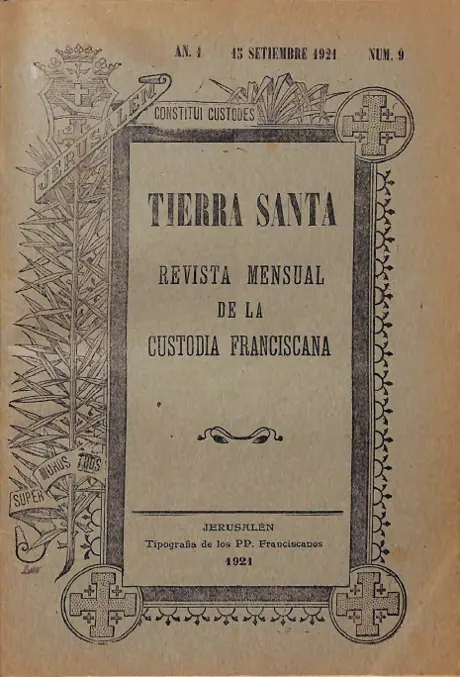 AN. 1 15 SETIEMBRE 1921 NUM. 9
JERUSALEN
CONSTITUI CUSTODES
TIERRA SANTA
REVISTA MENSUAL
DE LA
CUSTODIA FRANCISCANA
SUPER MUROS TUOS
JERUSALÉN
Tipografia de los PP. Franciscanos
1921